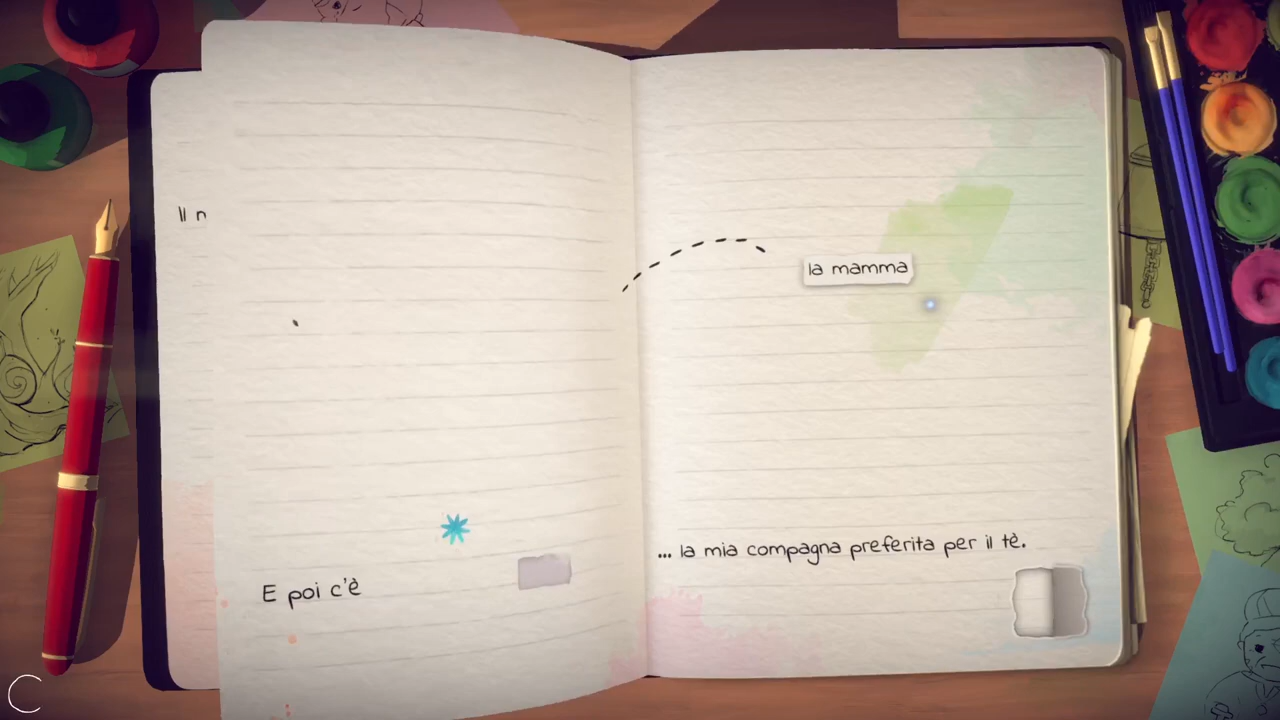 Il n
la mamma
E poi c'è
... la mia compagna preferita per il tè.